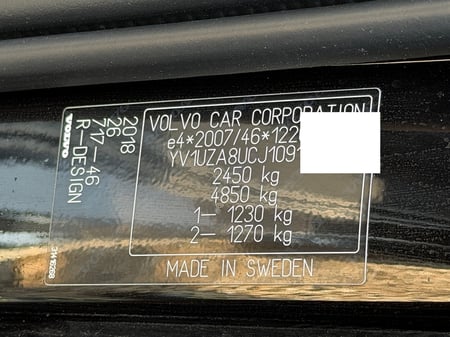 VOLVO CAR CORPORATION
e4*2007/46*122
YV1UZA8UCJ109
2450 kg
4850 kg
1– 1230 kg
2– 1270 kg
MADE IN SWEDEN
2018
26
717–46
R–DESIGN
VOLVO